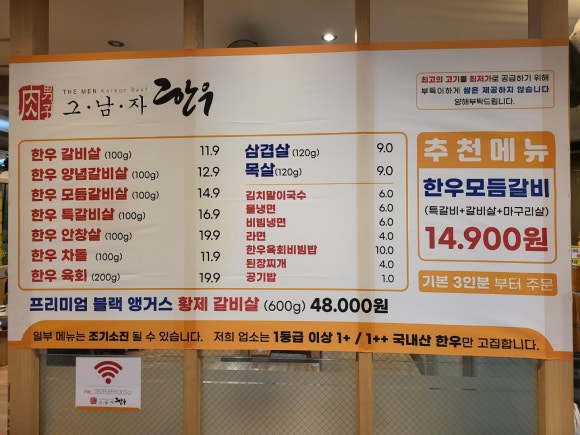 肉 男子
THE MEN Korean Beef
그·남·자 한우
최고의 고기를 최저가로 공급하기 위해
부득이하게 쌈은 제공하지 않습니다
양해부탁드립니다.
한우 갈비살 (100g) 11.9
한우 양념갈비살 (100g) 12.9
한우 모듬갈비살 (100g) 14.9
한우 특갈비살 (100g) 16.9
한우 안창살 (100g) 19.9
한우 차돌 (100g) 11.9
한우 육회 (200g) 19.9
삼겹살 (120g) 9.0
목살 (120g) 9.0
김치말이국수 6.0
물냉면 6.0
비빔냉면 6.0
라면 4.0
한우육회비빔밥 10.0
된장찌개 4.0
공기밥 1.0
추천메뉴
한우모듬갈비
(특갈비+갈비살+마구리살)
14.900원
기본 3인분 부터 주문
프리미엄 블랙 앵거스 황제 갈비살 (600g) 48.000원
일부 메뉴는 조기소진 될 수 있습니다. 저희 업소는 1등급 이상 1+ / 1++ 국내산 한우만 고집합니다.
그·남·자 한우